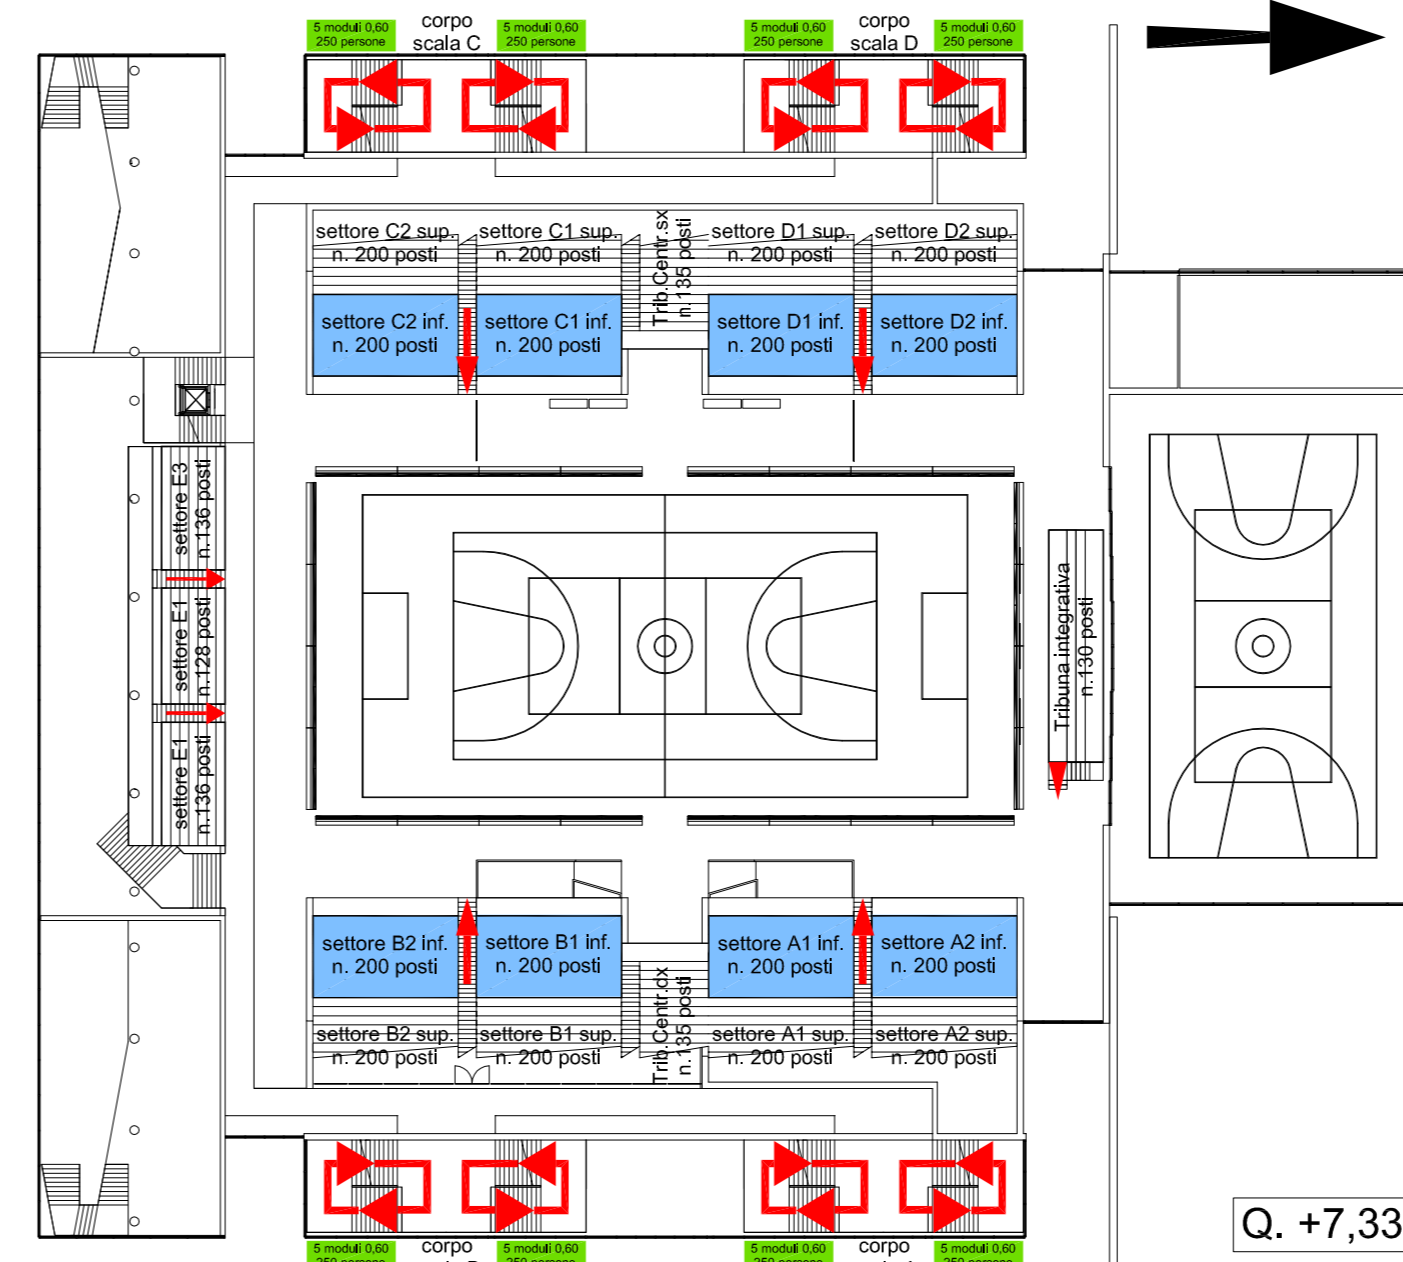 5 moduli 0,60
250 persone
corpo
scala C
5 moduli 0,60
250 persone
5 moduli 0,60
250 persone
corpo
scala D
5 moduli 0,60
250 persone
settore C2 sup.
n. 200 posti
settore C1 sup.
n. 200 posti
Trib.Centr.sx
n.135 posti
settore D1 sup.
n. 200 posti
settore D2 sup.
n. 200 posti
settore C2 inf.
n. 200 posti
settore C1 inf.
n. 200 posti
settore D1 inf.
n. 200 posti
settore D2 inf.
n. 200 posti
settore E3
n.136 posti
settore E1
n.128 posti
settore E1
n.136 posti
Tribuna integrativa
n.130 posti
settore B2 inf.
n. 200 posti
settore B1 inf.
n. 200 posti
settore A1 inf.
n. 200 posti
settore A2 inf.
n. 200 posti
settore B2 sup.
n. 200 posti
settore B1 sup.
n. 200 posti
Trib.Centr.dx
n.135 posti
settore A1 sup.
n. 200 posti
settore A2 sup.
n. 200 posti
5 moduli 0,60
250 persone
corpo
5 moduli 0,60
250 persone
5 moduli 0,60
250 persone
corpo
5 moduli 0,60
250 persone
Q. +7,33